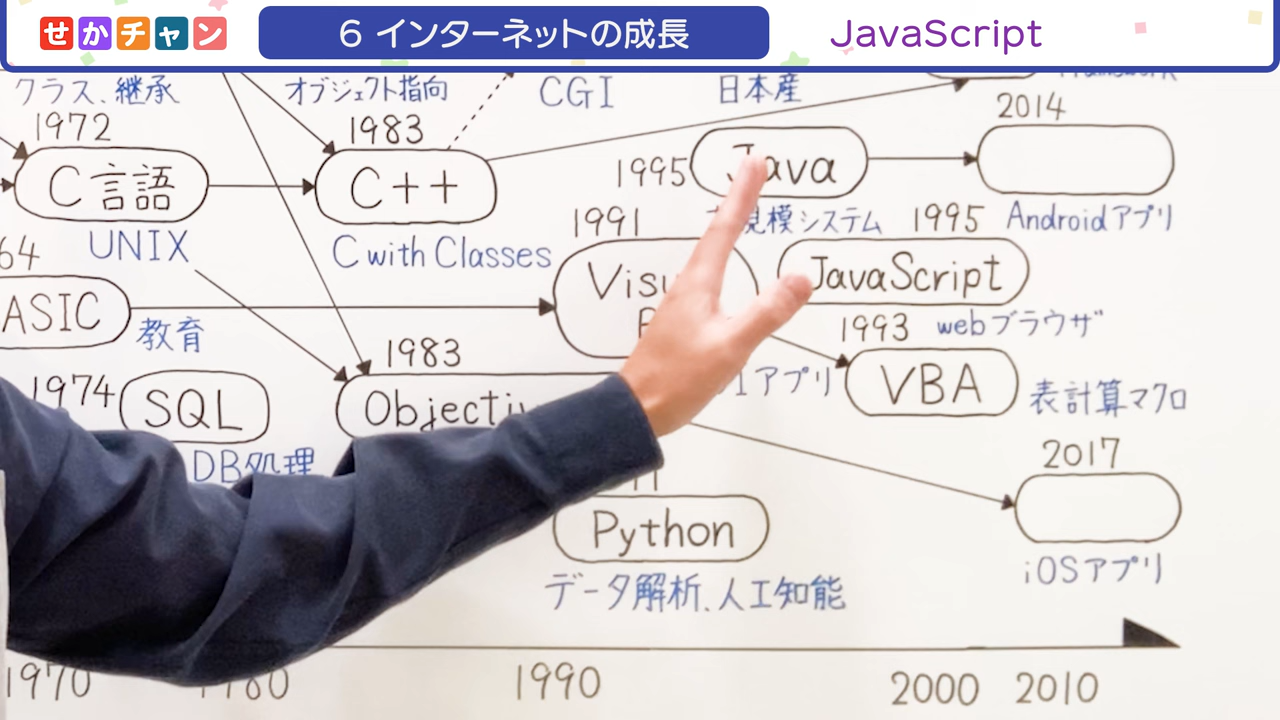 せかチャン
6 インターネットの成長
JavaScript
クラス、継承
オブジェクト指向
CGI
日本産
1972
1983
2014
C言語
C++
1995
Java
UNIX
C with Classes
1991
模システム
1995
Androidアプリ
64
ASIC
教育
JavaScript
1993
webブラウザ
1983
アプリ
VBA
表計算マクロ
1974
SQL
DB処理
2017
Python
iOSアプリ
データ解析、人工知能
1970
1990
2000
2010